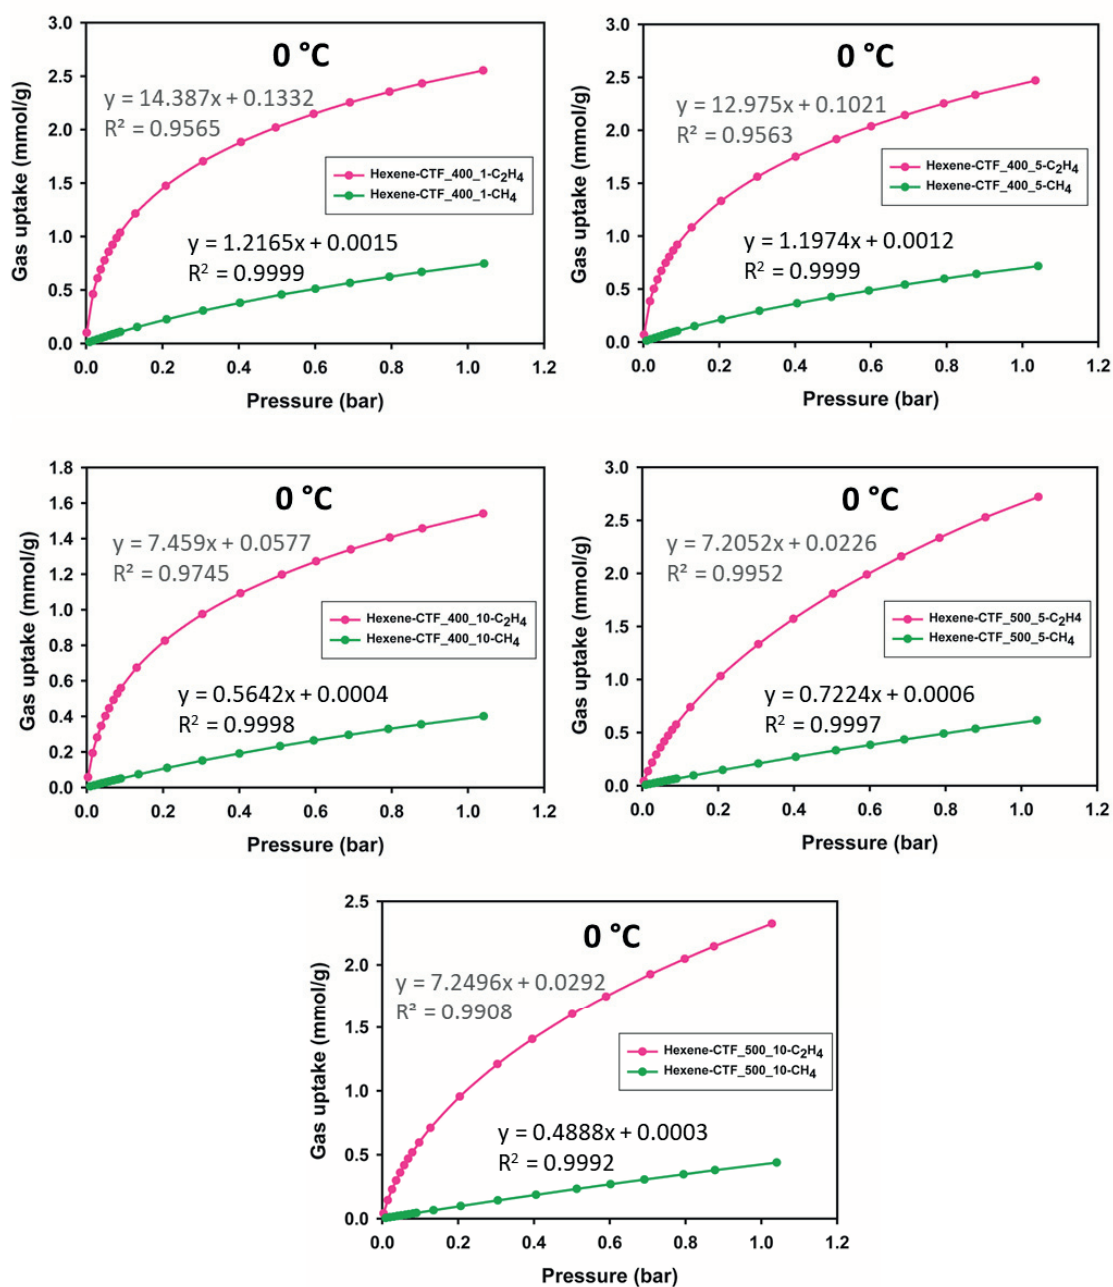 0 °C
y = 14.387x + 0.1332
R² = 0.9565
Hexene-CTF_400_1-C₂H₄
Hexene-CTF_400_1-CH₄
y = 1.2165x + 0.0015
R² = 0.9999
Gas uptake (mmol/g)
3.0
2.5
2.0
1.5
1.0
0.5
0.0
0.0 0.2 0.4 0.6 0.8 1.0 1.2
Pressure (bar)
0 °C
y = 12.975x + 0.1021
R² = 0.9563
Hexene-CTF_400_5-C₂H₄
Hexene-CTF_400_5-CH₄
y = 1.1974x + 0.0012
R² = 0.9999
Gas uptake (mmol/g)
3.0
2.5
2.0
1.5
1.0
0.5
0.0
0.0 0.2 0.4 0.6 0.8 1.0 1.2
Pressure (bar)
0 °C
y = 7.459x + 0.0577
R² = 0.9745
Hexene-CTF_400_10-C₂H₄
Hexene-CTF_400_10-CH₄
y = 0.5642x + 0.0004
R² = 0.9998
Gas uptake (mmol/g)
1.8
1.6
1.4
1.2
1.0
0.8
0.6
0.4
0.2
0.0
0.0 0.2 0.4 0.6 0.8 1.0 1.2
Pressure (bar)
0 °C
y = 7.2052x + 0.0226
R² = 0.9952
Hexene-CTF_500_5-C₂H4
Hexene-CTF_500_5-CH₄
y = 0.7224x + 0.0006
R² = 0.9997
Gas uptake (mmol/g)
3.0
2.5
2.0
1.5
1.0
0.5
0.0
0.0 0.2 0.4 0.6 0.8 1.0 1.2
Pressure (bar)
0 °C
y = 7.2496x + 0.0292
R² = 0.9908
Hexene-CTF_500_10-C₂H₄
Hexene-CTF_500_10-CH₄
y = 0.4888x + 0.0003
R² = 0.9992
Gas uptake (mmol/g)
2.5
2.0
1.5
1.0
0.5
0.0
0.0 0.2 0.4 0.6 0.8 1.0 1.2
Pressure (bar)